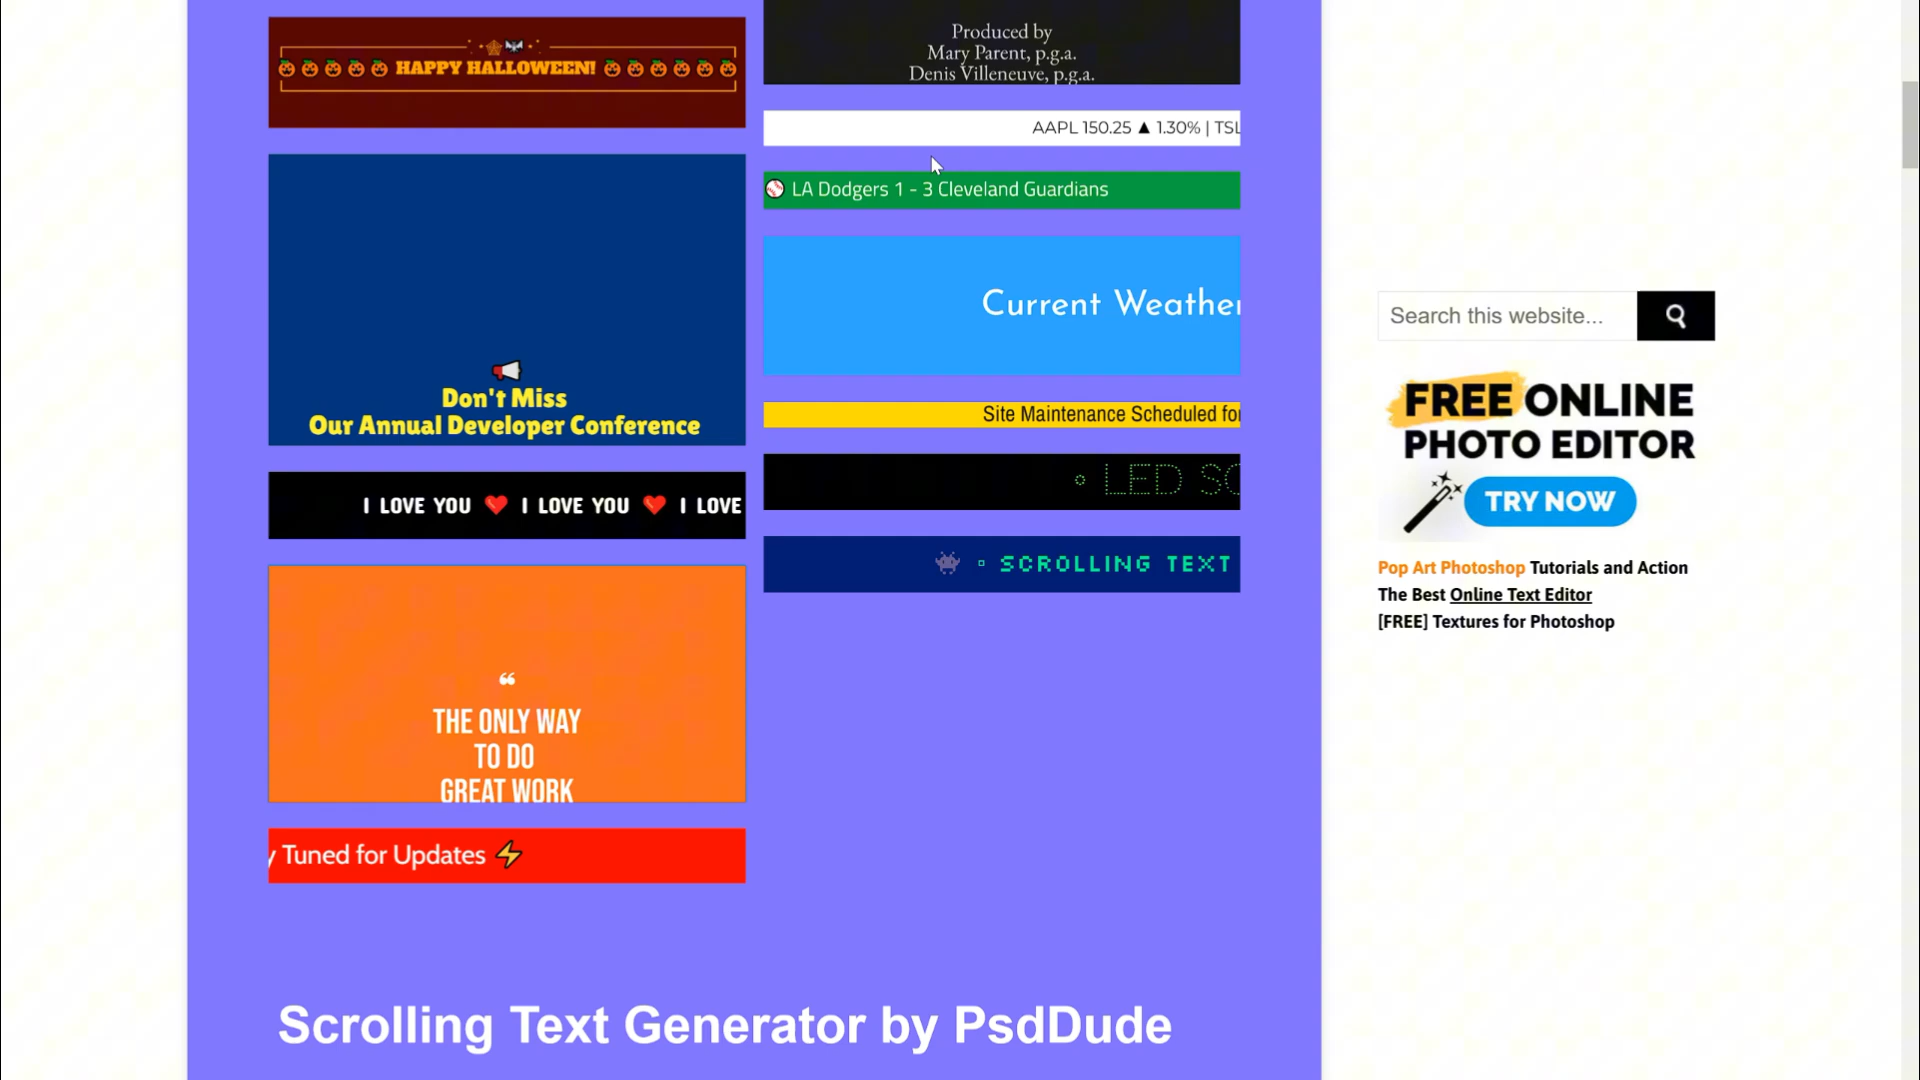 HAPPY HALLOWEEN!
Don't Miss
Our Annual Developer Conference
I LOVE YOU ❤ I LOVE YOU ❤ I LOVE
“
THE ONLY WAY
TO DO
GREAT WORK
y Tuned for Updates ⚡
Produced by
Mary Parent, p.g.a.
Denis Villeneuve, p.g.a.
AAPL 150.25 ▲ 1.30% | TSL
⚾ LA Dodgers 1 - 3 Cleveland Guardians
Current Weather
Site Maintenance Scheduled for
LED SC
SCROLLING TEXT
Scrolling Text Generator by PsdDude
Search this website...
FREE ONLINE
PHOTO EDITOR
TRY NOW
Pop Art Photoshop Tutorials and Action
The Best Online Text Editor
[FREE] Textures for Photoshop